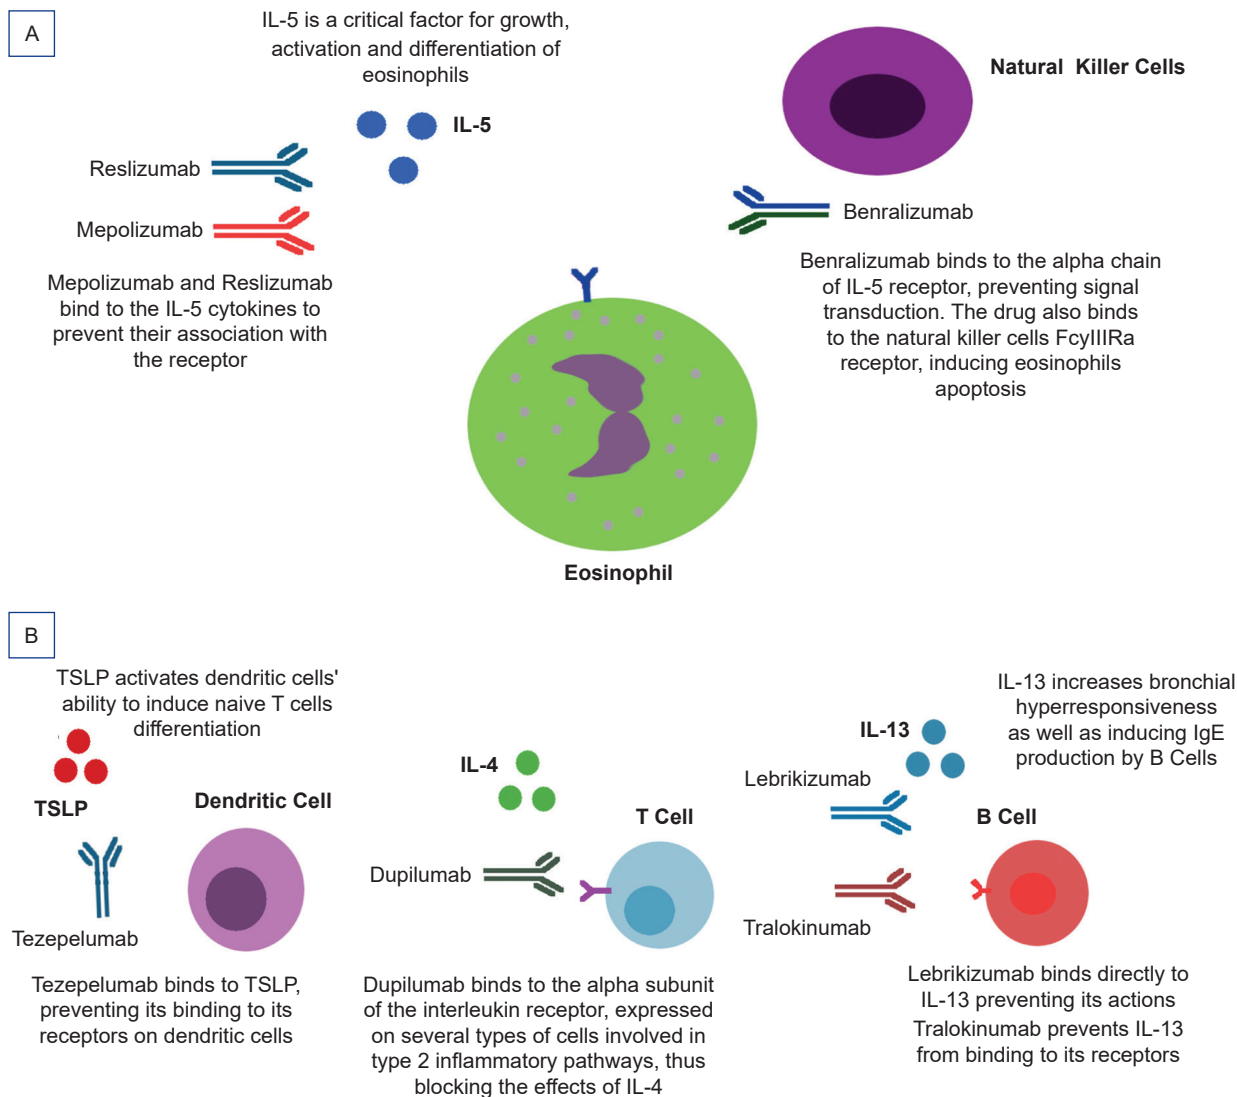 A
IL-5 is a critical factor for growth,
activation and differentiation of
eosinophils
IL-5
Reslizumab
Mepolizumab
Mepolizumab and Reslizumab
bind to the IL-5 cytokines to
prevent their association with
the receptor
Natural Killer Cells
Benralizumab
Benralizumab binds to the alpha chain
of IL-5 receptor, preventing signal
transduction. The drug also binds
to the natural killer cells FcyIIIRa
receptor, inducing eosinophils
apoptosis
Eosinophil
B
TSLP activates dendritic cells'
ability to induce naive T cells
differentiation
TSLP
Dendritic Cell
Tezepelumab
Tezepelumab binds to TSLP,
preventing its binding to its
receptors on dendritic cells
IL-4
T Cell
Dupilumab
Dupilumab binds to the alpha subunit
of the interleukin receptor, expressed
on several types of cells involved in
type 2 inflammatory pathways, thus
blocking the effects of IL-4
IL-13
IL-13 increases bronchial
hyperresponsiveness
as well as inducing IgE
production by B Cells
Lebrikizumab
B Cell
Tralokinumab
Lebrikizumab binds directly to
IL-13 preventing its actions
Tralokinumab prevents IL-13
from binding to its receptors